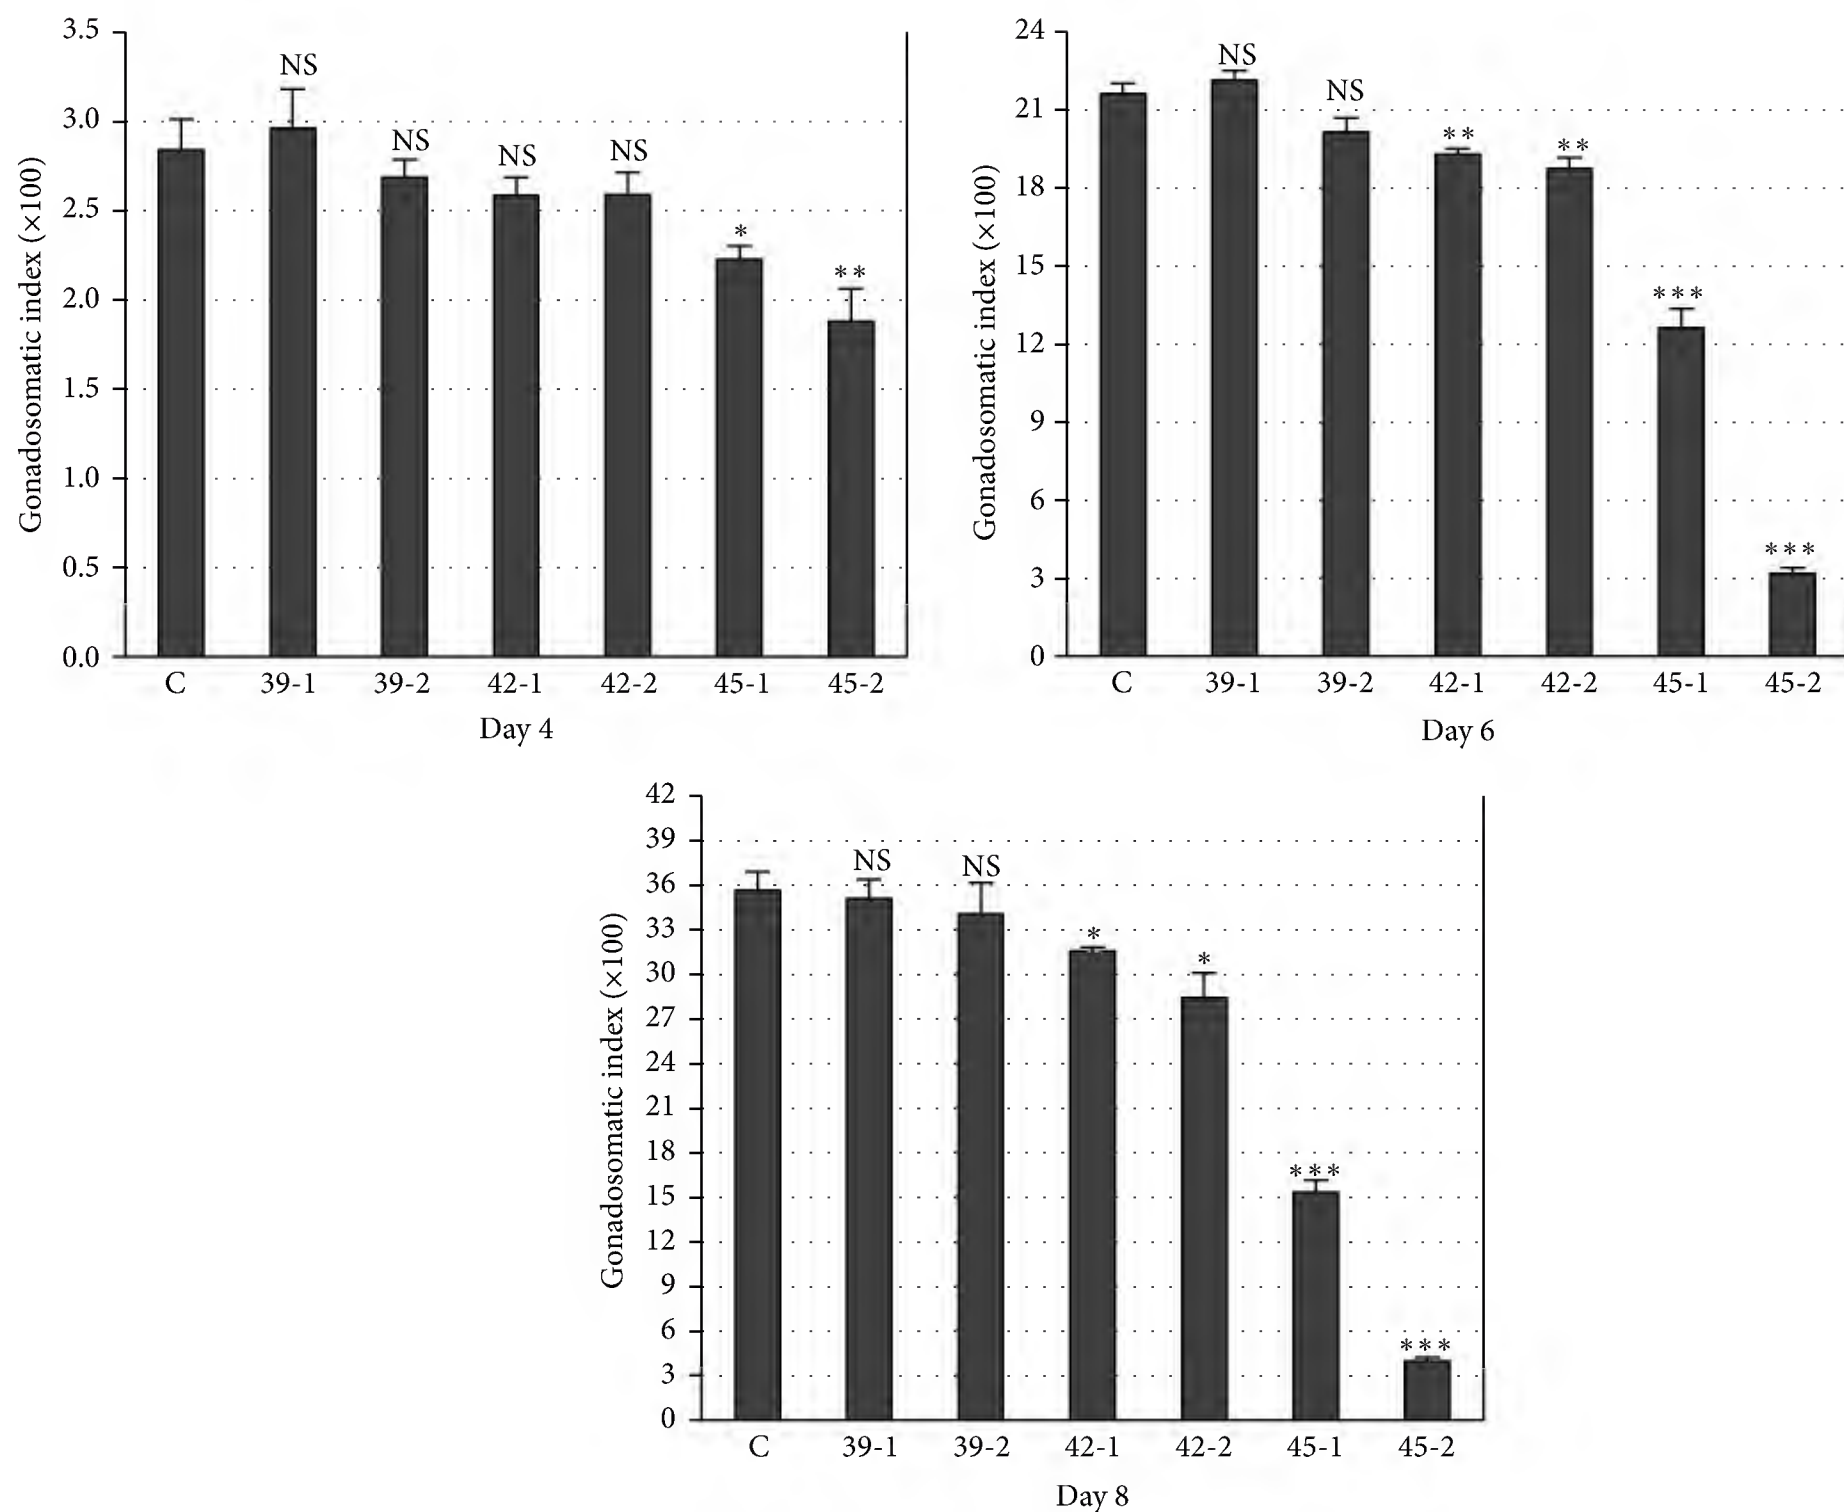 Gonadosomatic index (×100)
3.5
3.0
2.5
2.0
1.5
1.0
0.5
0.0
NS
NS
NS
NS
*
**
C 39-1 39-2 42-1 42-2 45-1 45-2
Day 4
Gonadosomatic index (×100)
24
21
18
15
12
9
6
3
0
NS
NS
**
**
***
***
C 39-1 39-2 42-1 42-2 45-1 45-2
Day 6
Gonadosomatic index (×100)
42
39
36
33
30
27
24
21
18
15
12
9
6
3
0
NS
NS
*
*
***
***
C 39-1 39-2 42-1 42-2 45-1 45-2
Day 8